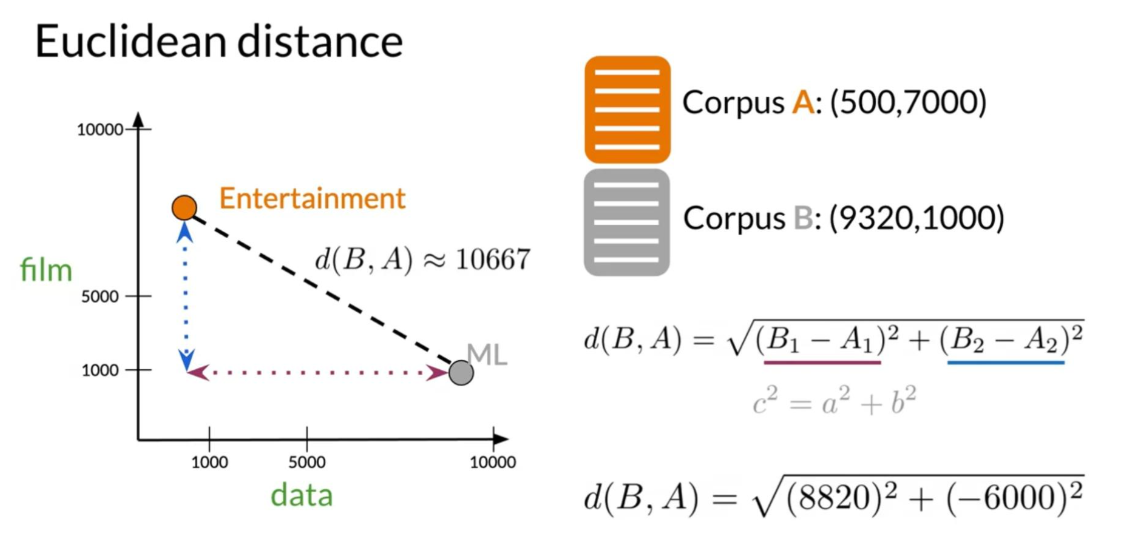 Euclidean distance
10000
Entertainment
d(B, A) ≈ 10667
film
5000
ML
1000
1000 5000 10000
data
Corpus A: (500,7000)
Corpus B: (9320,1000)
d(B, A) = √(B₁ − A₁)² + (B₂ − A₂)²
c² = a² + b²
d(B, A) = √(8820)² + (−6000)²